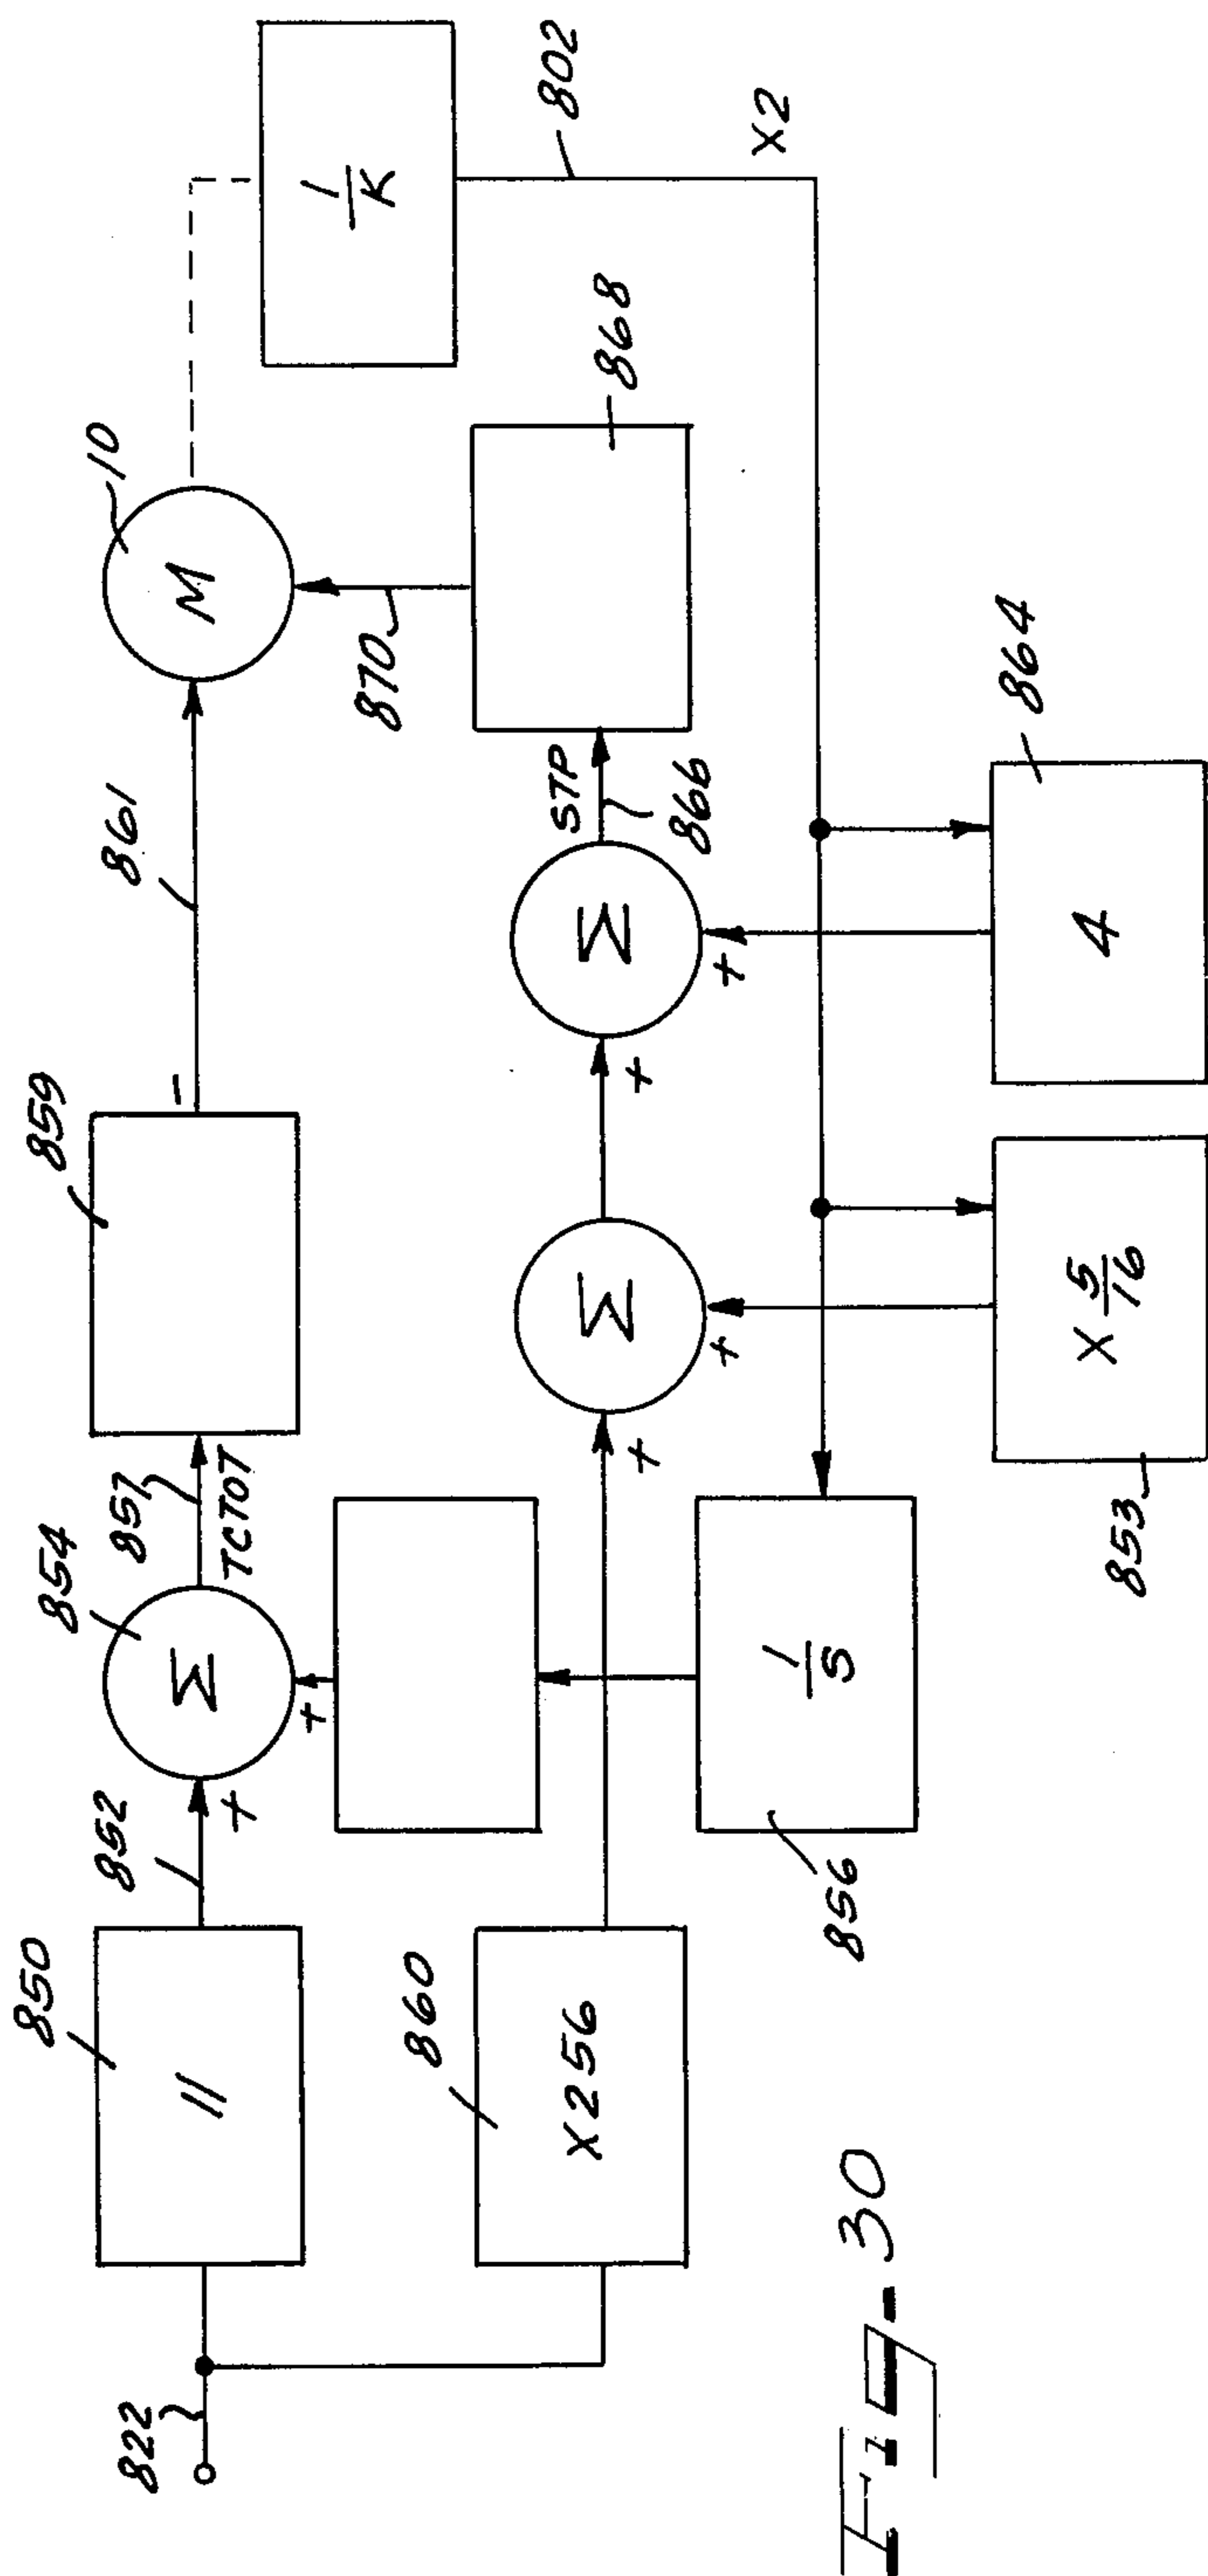 822
850
11
852
+
854
Σ
+
857
TCTOT
859
-
861
10
M
1/K
802
X2
860
X256
+
Σ
+
+
Σ
+
STP
866
868
870
856
1/S
853
X 5/16
4
864
Fig-30